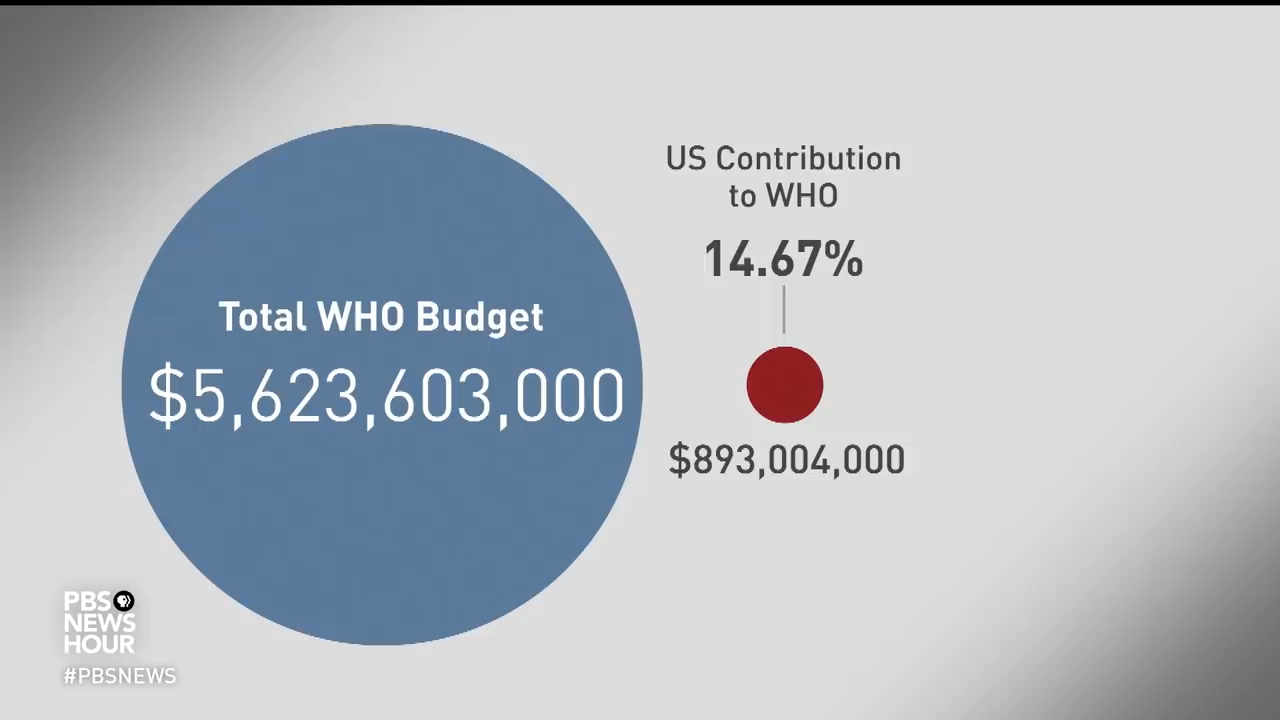 Total WHO Budget
$5,623,603,000
US Contribution
to WHO
14.67%
$893,004,000
PBS
NEWS
HOUR
#PBSNEWS